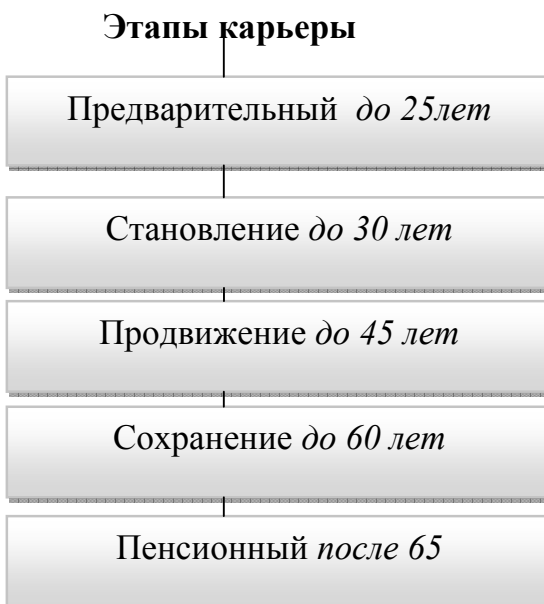 Этапы карьеры
Предварительный до 25лет
Становление до 30 лет
Продвижение до 45 лет
Сохранение до 60 лет
Пенсионный после 65